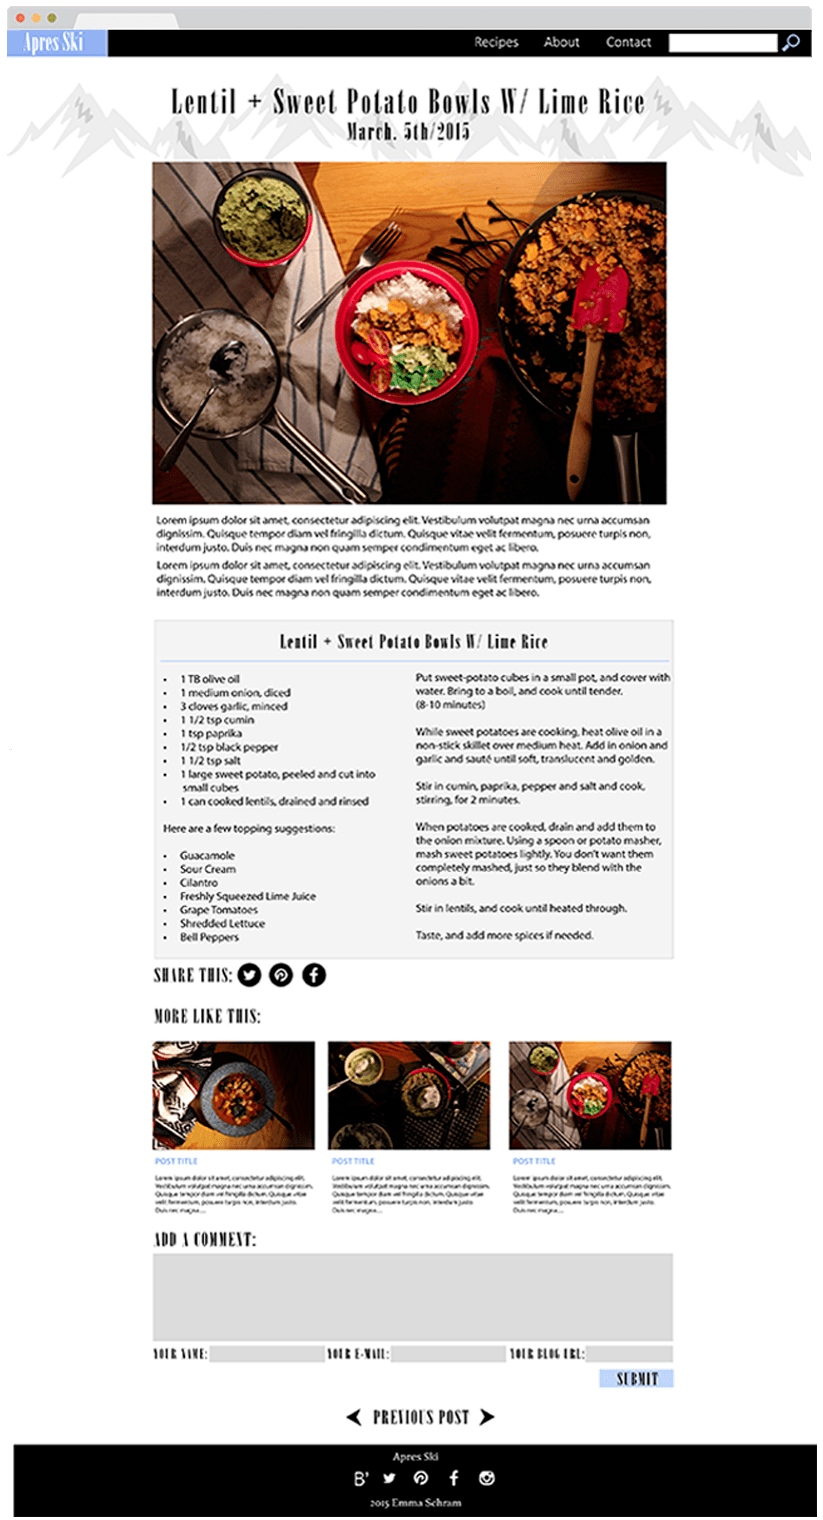 Apres Ski
Recipes About Contact
Lentil + Sweet Potato Bowls W/ Lime Rice
March. 5th/2015
Lorem ipsum dolor sit amet, consectetur adipiscing elit. Vestibulum volutpat magna nec urna accumsan
dignissim. Quisque tempor diam vel fringilla dictum. Quisque vitae velit fermentum, posuere turpis non,
interdum justo. Duis nec magna non quam semper condimentum eget ac libero.
Lorem ipsum dolor sit amet, consectetur adipiscing elit. Vestibulum volutpat magna nec urna accumsan
dignissim. Quisque tempor diam vel fringilla dictum. Quisque vitae velit fermentum, posuere turpis non,
interdum justo. Duis nec magna non quam semper condimentum eget ac libero.
Lentil + Sweet Potato Bowls W/ Lime Rice
• 1 TB olive oil
• 1 medium onion, diced
• 3 cloves garlic, minced
• 1 1/2 tsp cumin
• 1 tsp paprika
• 1/2 tsp black pepper
• 1 1/2 tsp salt
• 1 large sweet potato, peeled and cut into
small cubes
• 1 can cooked lentils, drained and rinsed
Here are a few topping suggestions:
• Guacamole
• Sour Cream
• Cilantro
• Freshly Squeezed Lime Juice
• Grape Tomatoes
• Shredded Lettuce
• Bell Peppers
Put sweet-potato cubes in a small pot, and cover with
water. Bring to a boil, and cook until tender.
(8-10 minutes)
While sweet potatoes are cooking, heat olive oil in a
non-stick skillet over medium heat. Add in onion and
garlic and sauté until soft, translucent and golden.
Stir in cumin, paprika, pepper and salt and cook,
stirring, for 2 minutes.
When potatoes are cooked, drain and add them to
the onion mixture. Using a spoon or potato masher,
mash sweet potatoes lightly. You don't want them
completely mashed, just so they blend with the
onions a bit.
Stir in lentils, and cook until heated through.
Taste, and add more spices if needed.
SHARE THIS:
MORE LIKE THIS:
POST TITLE
Lorem ipsum dolor sit amet, consectetur adipiscing elit.
Vestibulum volutpat magna nec urna accumsan dignissim.
Quisque tempor diam vel fringilla dictum. Quisque vitae
velit fermentum, posuere turpis non, interdum justo.
Duis nec magna....
POST TITLE
Lorem ipsum dolor sit amet, consectetur adipiscing elit.
Vestibulum volutpat magna nec urna accumsan dignissim.
Quisque tempor diam vel fringilla dictum. Quisque vitae
velit fermentum, posuere turpis non, interdum justo.
Duis nec magna....
POST TITLE
Lorem ipsum dolor sit amet, consectetur adipiscing elit.
Vestibulum volutpat magna nec urna accumsan dignissim.
Quisque tempor diam vel fringilla dictum. Quisque vitae
velit fermentum, posuere turpis non, interdum justo.
Duis nec magna....
ADD A COMMENT:
YOUR NAME: YOUR E-MAIL: YOUR BLOG URL:
SUBMIT
PREVIOUS POST
Apres Ski
B'
2015 Emma Schram